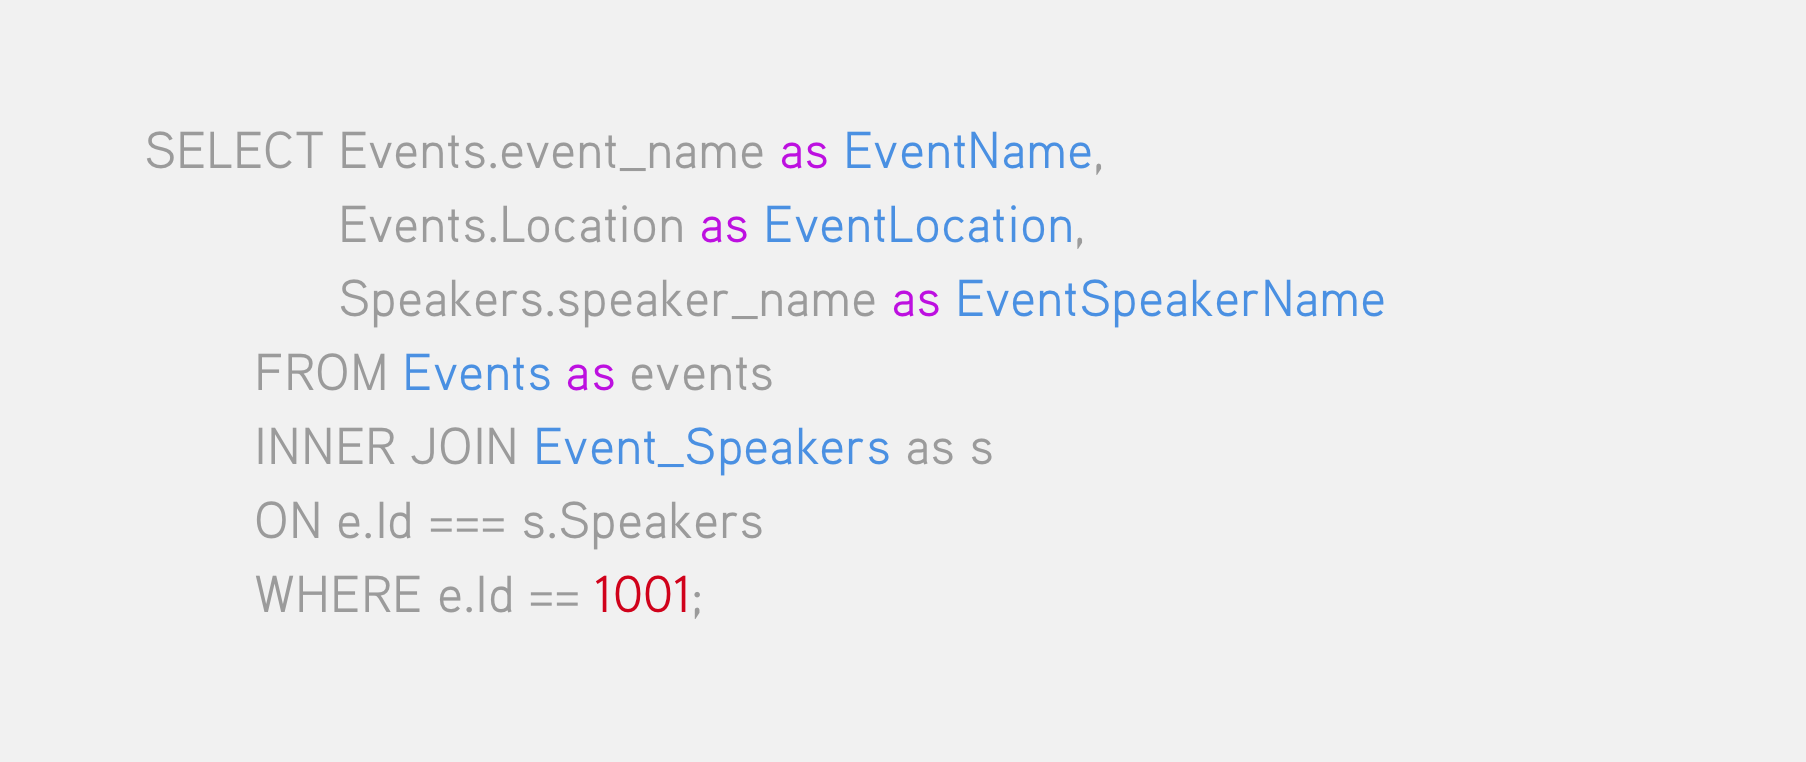 SELECT Events.event_name as EventName,
Events.Location as EventLocation,
Speakers.speaker_name as EventSpeakerName
FROM Events as events
INNER JOIN Event_Speakers as s
ON e.Id === s.Speakers
WHERE e.Id == 1001;